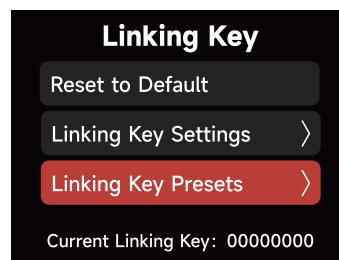 Linking Key
Reset to Default
Linking Key Settings
Linking Key Presets
Current Linking Key: 00000000